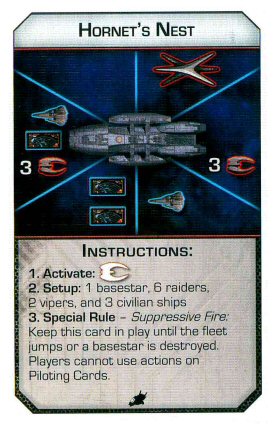 HORNET'S NEST
3
3
INSTRUCTIONS:
1. Activate:
2. Setup: 1 basestar, 6 raiders,
2 vipers, and 3 civilian ships
3. Special Rule – Suppressive Fire:
Keep this card in play until the fleet
jumps or a basestar is destroyed.
Players cannot use actions on
Piloting Cards.